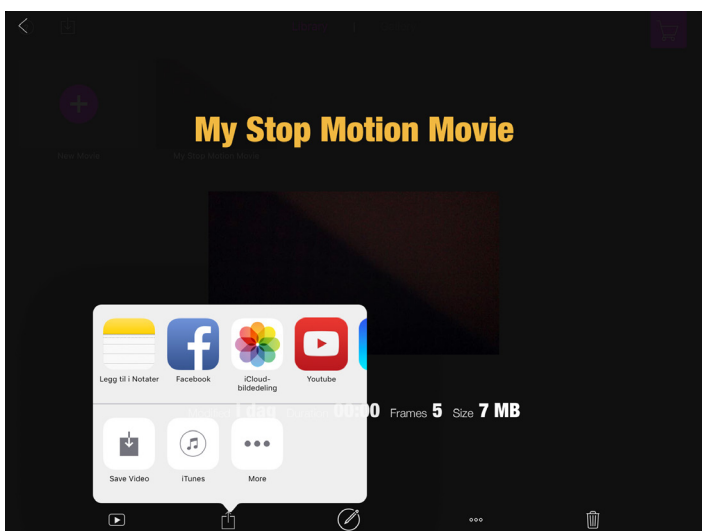 New Movie
My Stop Motion Movie
My Stop Motion Movie
Legg til i Notater
Facebook
iCloud-
bildedeling
Youtube
i dag 00:00 Frames 5 Size 7 MB
Save Video
iTunes
More